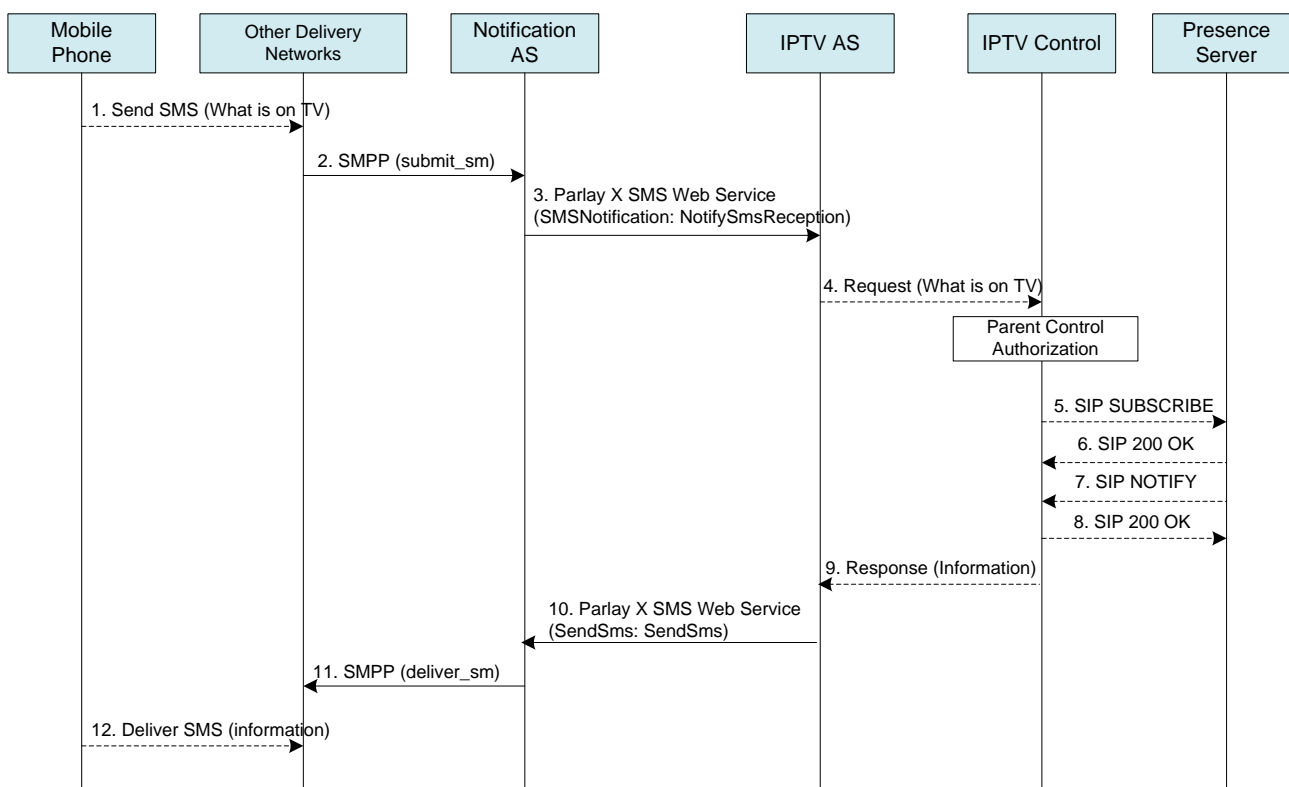 Mobile
Phone
Other Delivery
Networks
Notification
AS
IPTV AS
IPTV Control
Presence
Server
1. Send SMS (What is on TV)
2. SMPP (submit_sm)
3. Parlay X SMS Web Service
(SMSNotification: NotifySmsReception)
4. Request (What is on TV)
Parent Control
Authorization
5. SIP SUBSCRIBE
6. SIP 200 OK
7. SIP NOTIFY
8. SIP 200 OK
9. Response (Information)
10. Parlay X SMS Web Service
(SendSms: SendSms)
11. SMPP (deliver_sm)
12. Deliver SMS (information)